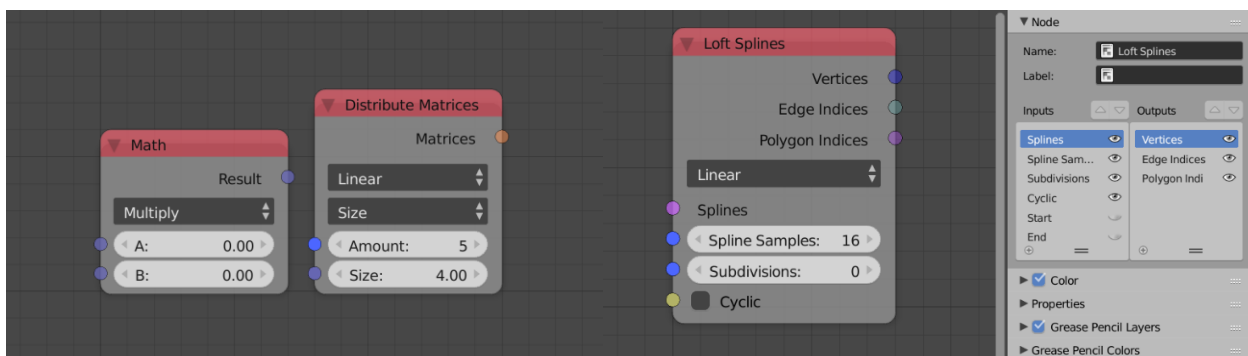 Math
Result
Multiply
A: 0.00
B: 0.00
Distribute Matrices
Matrices
Linear
Size
Amount: 5
Size: 4.00
Loft Splines
Vertices
Edge Indices
Polygon Indices
Linear
Splines
Spline Samples: 16
Subdivisions: 0
Cyclic
Node
Name: Loft Splines
Label:
Inputs Outputs
Splines Vertices
Spline Sam... Edge Indices
Subdivisions Polygon Indi
Cyclic
Start
End
Color
Properties
Grease Pencil Layers
Grease Pencil Colors